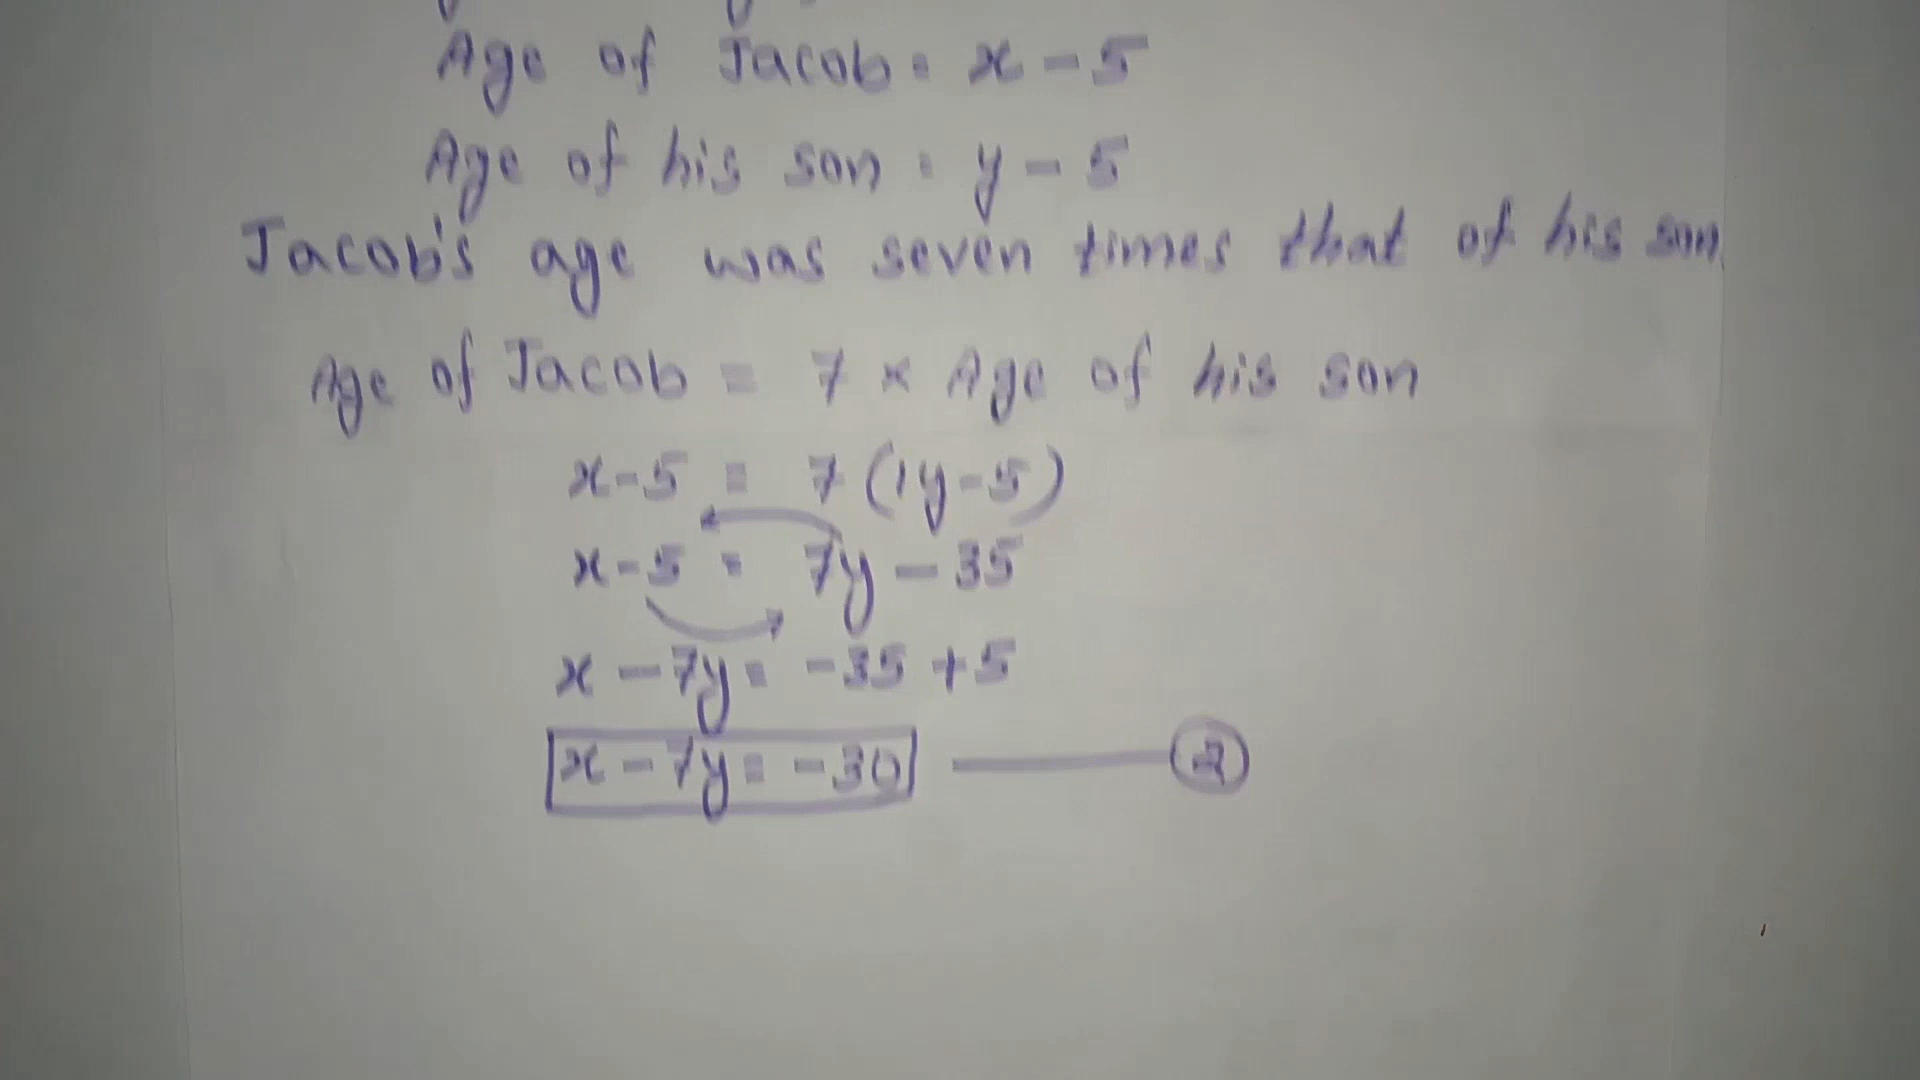 Age of Jacob = x - 5
Age of his son = y - 5
Jacob's age was seven times that of his son
Age of Jacob = 7 × Age of his son
x - 5 = 7 (1y - 5)
x - 5 = 7y - 35
x - 7y = -35 + 5
x - 7y = -30 ②